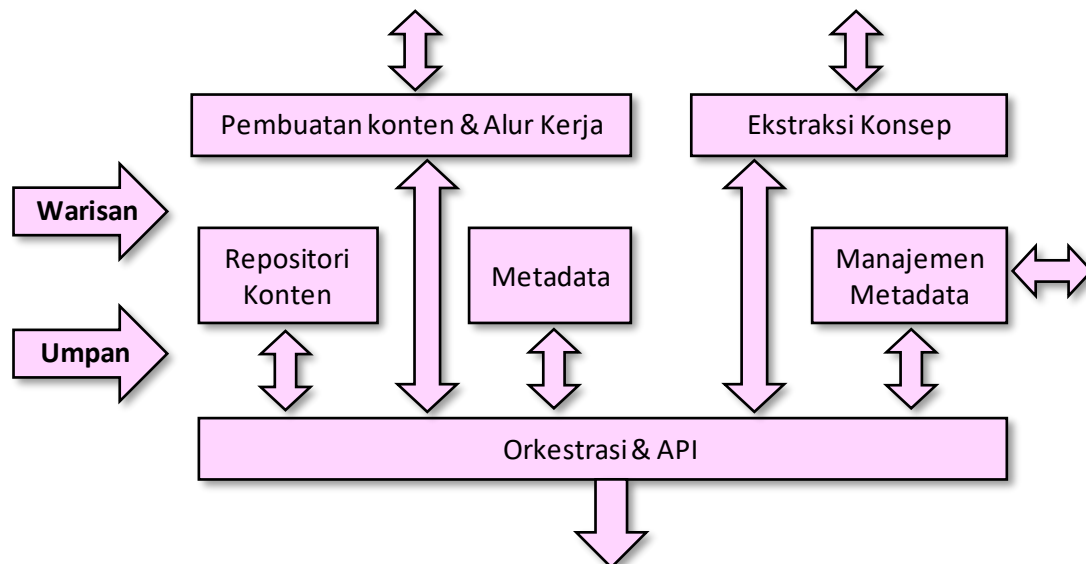 Pembuatan konten & Alur Kerja
Ekstraksi Konsep
Warisan
Repositori
Konten
Metadata
Manajemen
Metadata
Umpan
Orkestrasi & API